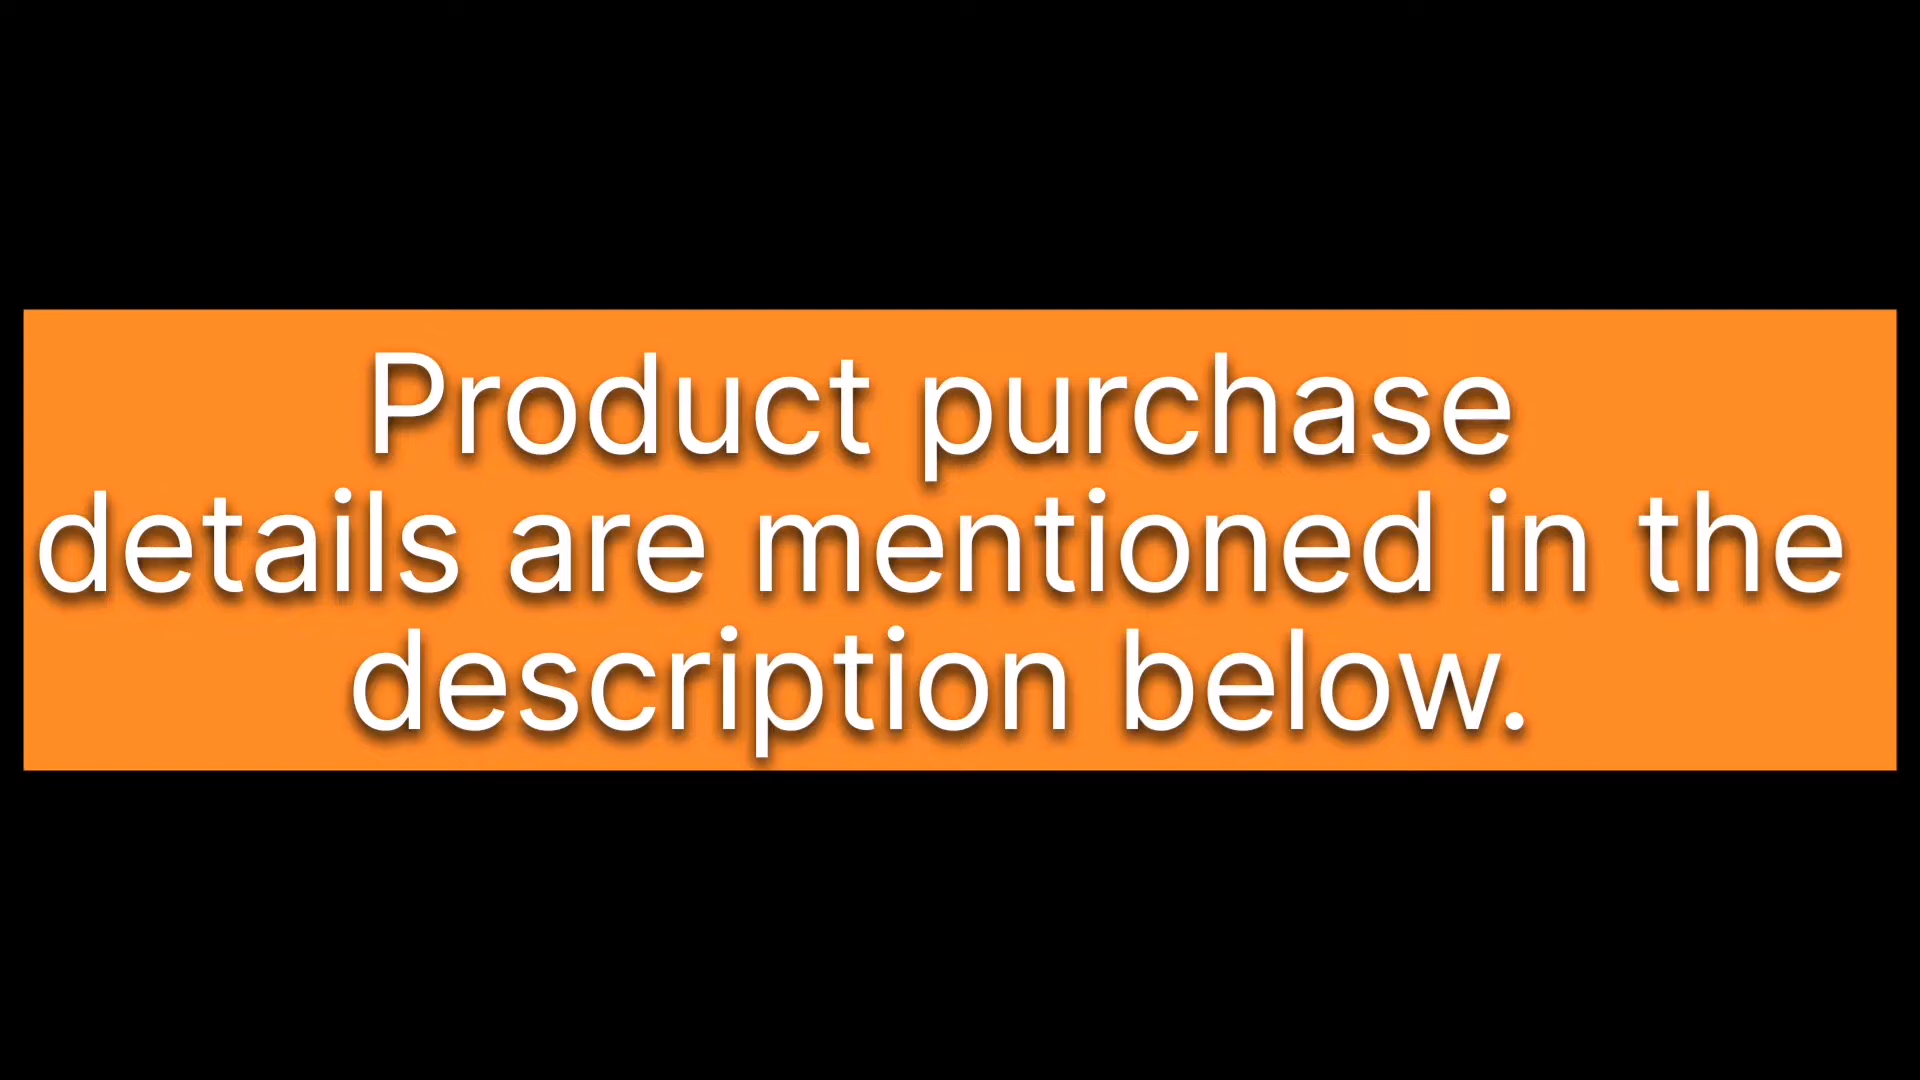 Product purchase
details are mentioned in the
description below.